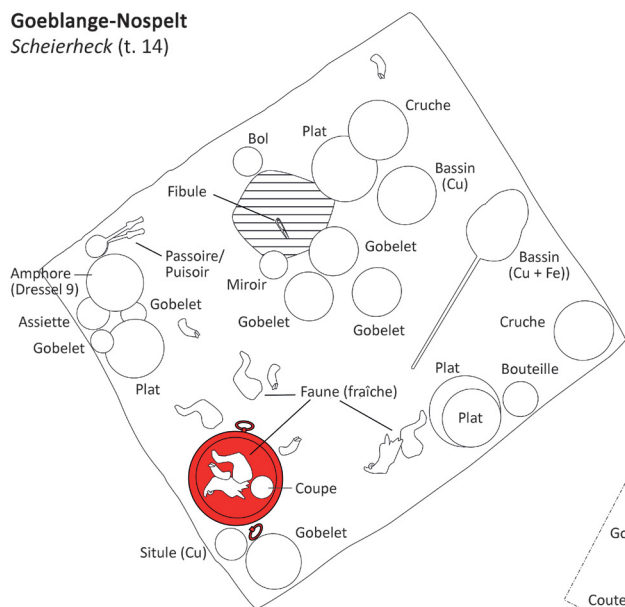 Goeblange-Nospelt
Scheierheck (t. 14)
Cruche
Plat
Bol
Bassin
(Cu)
Fibule
Passoire/
Puisoir
Gobelet
Bassin
(Cu + Fe))
Amphore
(Dressel 9)
Miroir
Gobelet
Assiette
Gobelet
Gobelet
Cruche
Gobelet
Plat
Plat
Bouteille
Faune (fraîche)
Plat
Coupe
Gobelet
Situle (Cu)
Go
Coute